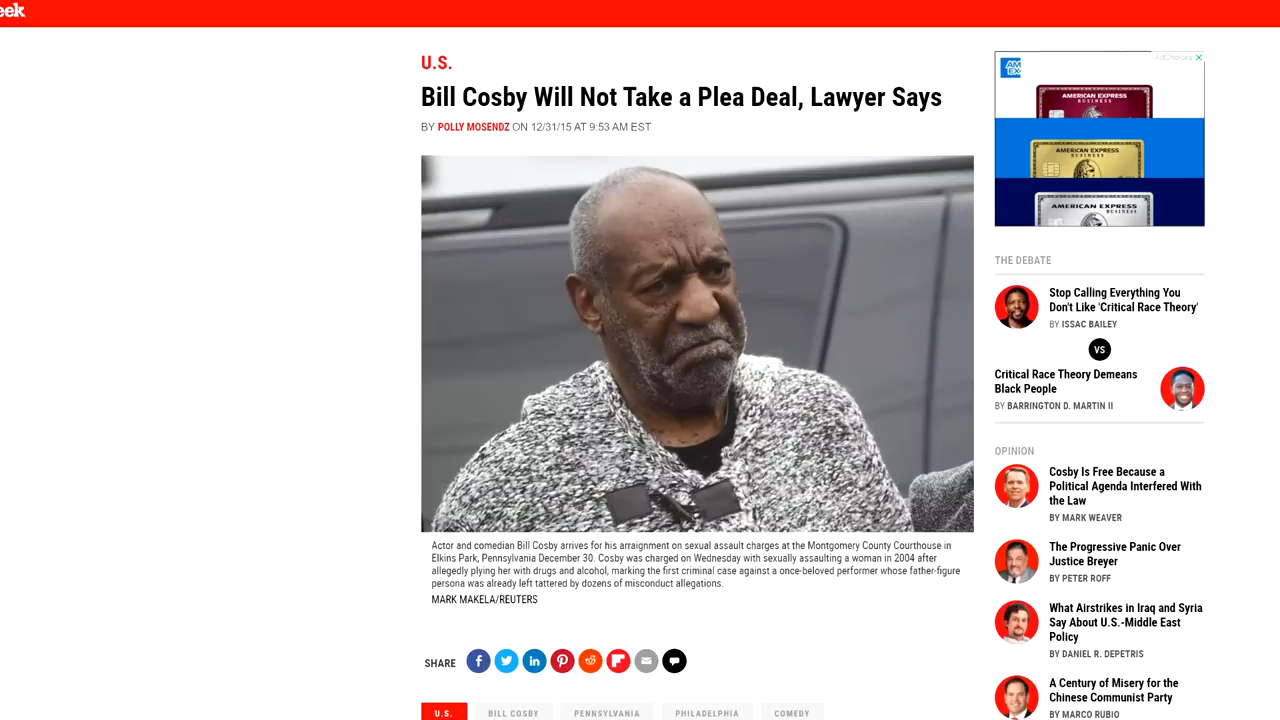 eek
U.S.
Bill Cosby Will Not Take a Plea Deal, Lawyer Says
BY POLLY MOSENDZ ON 12/31/15 AT 9:53 AM EST
Actor and comedian Bill Cosby arrives for his arraignment on sexual assault charges at the Montgomery County Courthouse in
Elkins Park, Pennsylvania December 30. Cosby was charged on Wednesday with sexually assaulting a woman in 2004 after
allegedly plying her with drugs and alcohol, marking the first criminal case against a once-beloved performer whose father-figure
persona was already left tattered by dozens of misconduct allegations.
MARK MAKELA/REUTERS
SHARE
U.S.
BILL COSBY
PENNSYLVANIA
PHILADELPHIA
COMEDY
AdChoices
AM
EX
AMERICAN EXPRESS
BUSINESS
AMERICAN EXPRESS
BUSINESS
AMERICAN EXPRESS
BUSINESS
THE DEBATE
Stop Calling Everything You
Don't Like 'Critical Race Theory'
BY ISSAC BAILEY
VS
Critical Race Theory Demeans
Black People
BY BARRINGTON D. MARTIN II
OPINION
Cosby Is Free Because a
Political Agenda Interfered With
the Law
BY MARK WEAVER
The Progressive Panic Over
Justice Breyer
BY PETER ROFF
What Airstrikes in Iraq and Syria
Say About U.S.-Middle East
Policy
BY DANIEL R. DEPETRIS
A Century of Misery for the
Chinese Communist Party
BY MARCO RUBIO